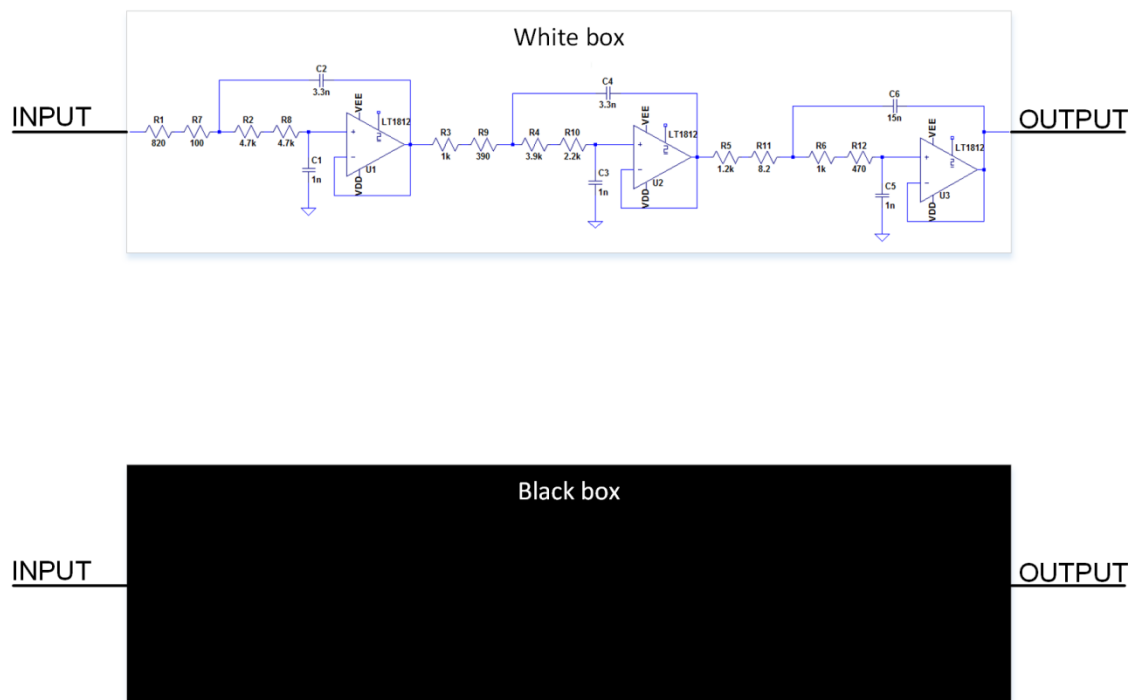 White box
INPUT
OUTPUT
C2
3.3n
R1
820
R7
100
R2
4.7k
R8
4.7k
C1
1n
VEE
LT1812
U1
VDD
R3
1k
R9
390
C4
3.3n
R4
3.9k
R10
2.2k
C3
1n
VEE
LT1812
U2
VDD
R5
1.2k
R11
8.2
C6
15n
R6
1k
R12
470
C5
1n
VEE
LT1812
U3
VDD
Black box
INPUT
OUTPUT